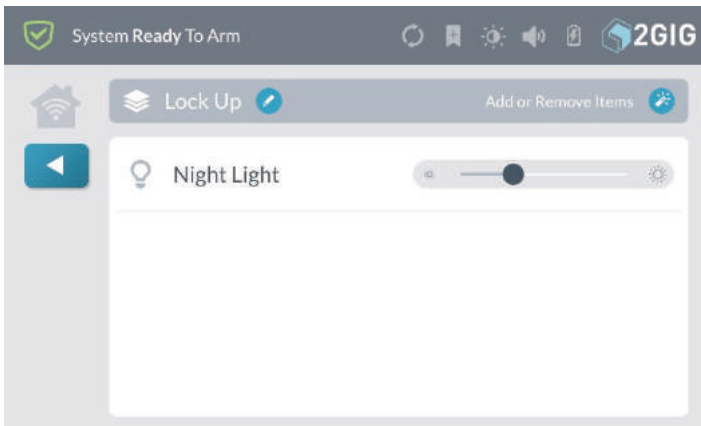 System Ready To Arm
2GIG
Lock Up
Add or Remove Items
Night Light